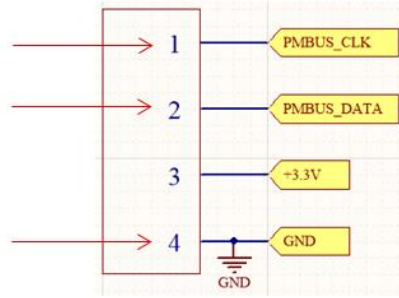 1 PMBUS_CLK
2 PMBUS_DATA
3 +3.3V
4 GND
GND